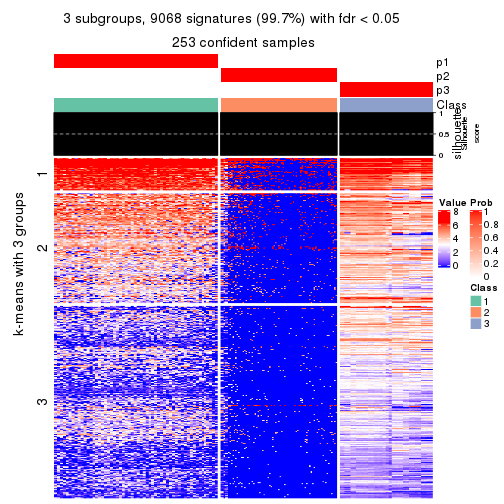 3 subgroups, 9068 signatures (99.7%) with fdr < 0.05
253 confident samples
p1
p2
p3
Class
1
0.5
0
silhouette
Silhouette
score
k-means with 3 groups
1
2
3
Value
8
6
4
2
0
Prob
1
0.8
0.6
0.4
0.2
0
Class
1
2
3